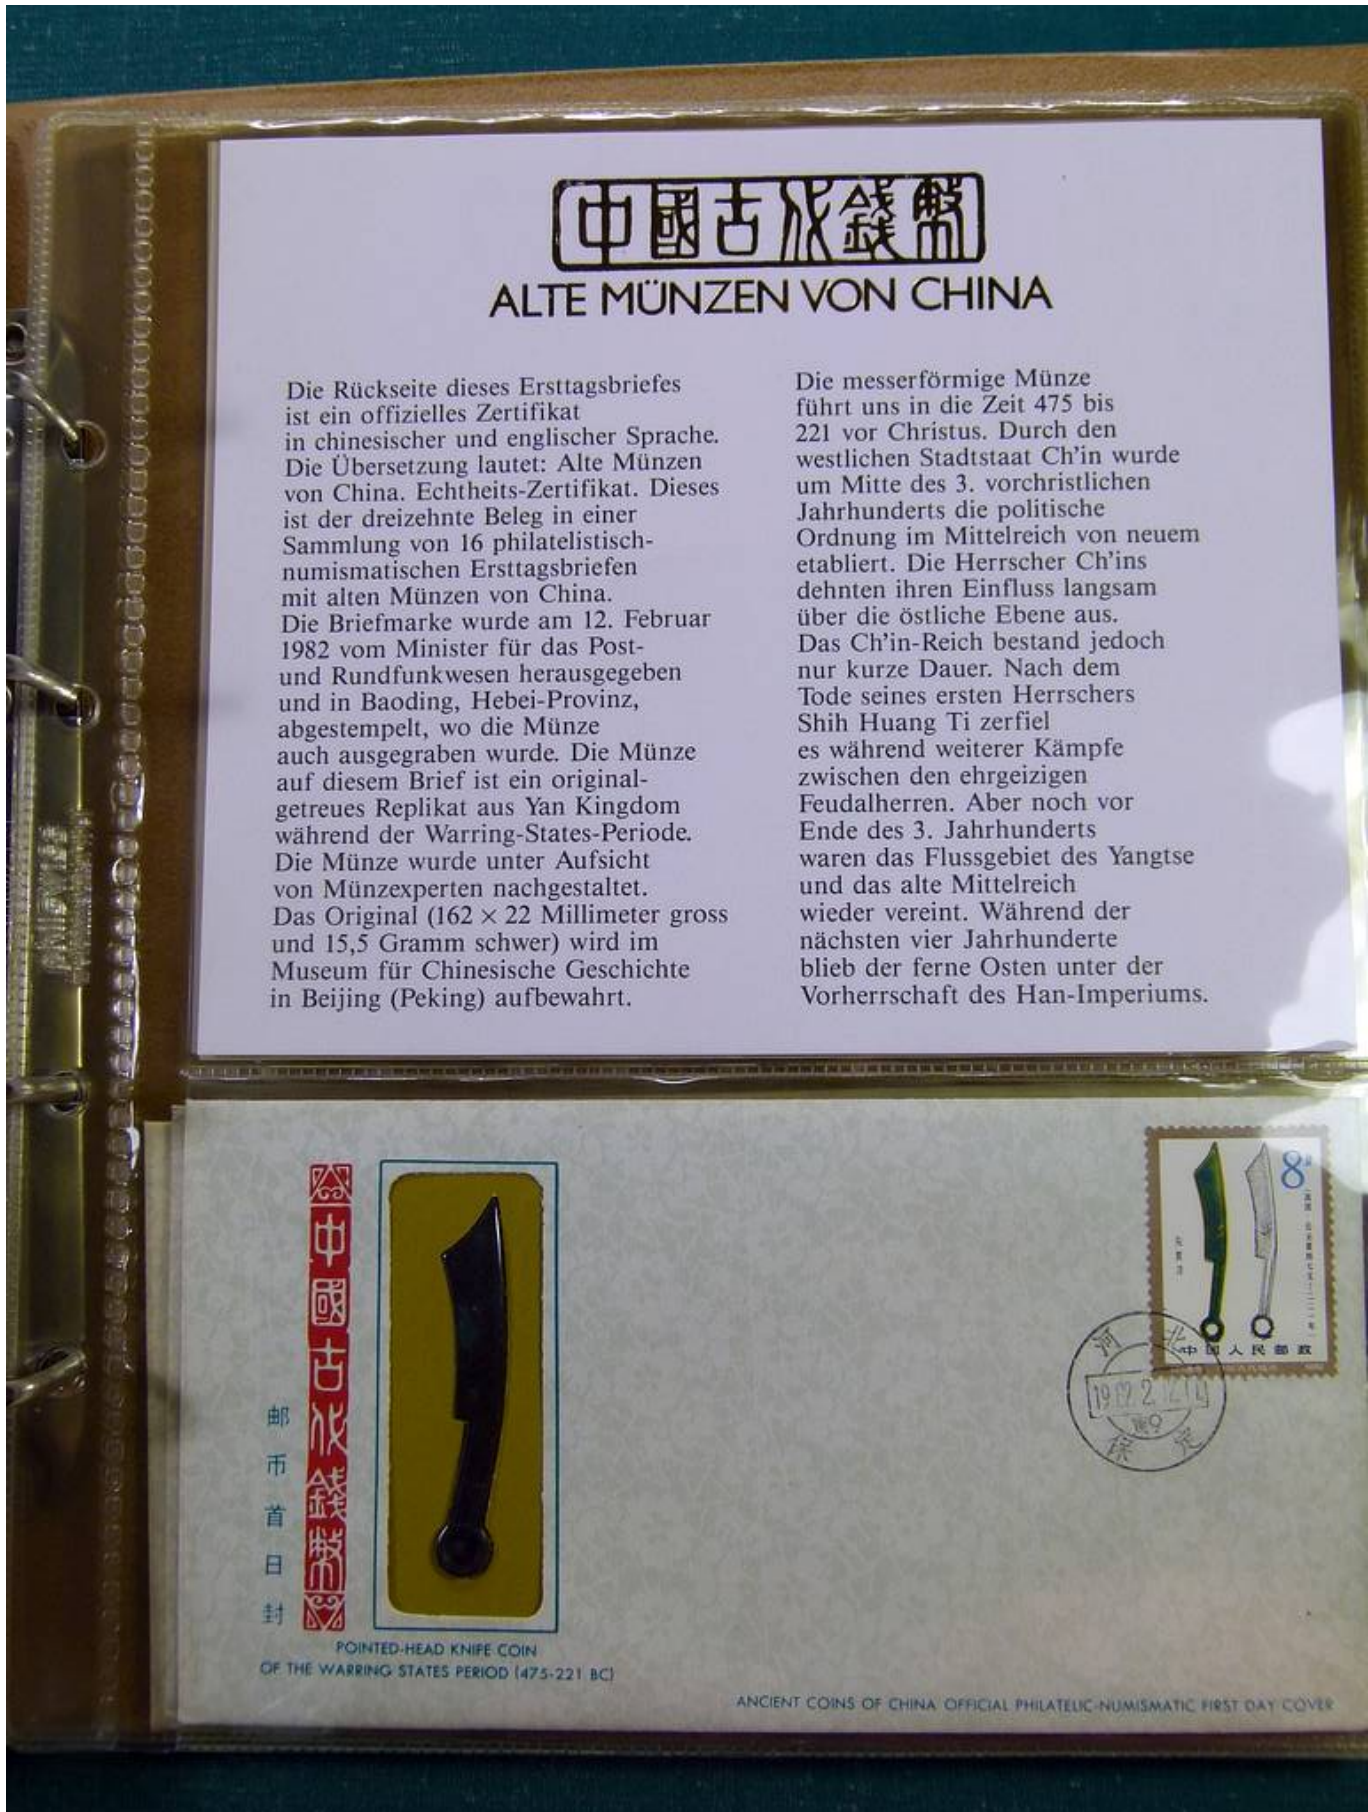 中國古代錢幣
ALTE MÜNZEN VON CHINA
Die Rückseite dieses Ersttagsbriefes
ist ein offizielles Zertifikat
in chinesischer und englischer Sprache.
Die Übersetzung lautet: Alte Münzen
von China. Echtheits-Zertifikat. Dieses
ist der dreizehnte Beleg in einer
Sammlung von 16 philatelistisch-
numismatischen Ersttagsbriefen
mit alten Münzen von China.
Die Briefmarke wurde am 12. Februar
1982 vom Minister für das Post-
und Rundfunkwesen herausgegeben
und in Baoding, Hebei-Provinz,
abgestempelt, wo die Münze
auch ausgegraben wurde. Die Münze
auf diesem Brief ist ein original-
getreues Replikat aus Yan Kingdom
während der Warring-States-Periode.
Die Münze wurde unter Aufsicht
von Münzexperten nachgestaltet.
Das Original (162 × 22 Millimeter gross
und 15,5 Gramm schwer) wird im
Museum für Chinesische Geschichte
in Beijing (Peking) aufbewahrt.
Die messerförmige Münze
führt uns in die Zeit 475 bis
221 vor Christus. Durch den
westlichen Stadtstaat Ch'in wurde
um Mitte des 3. vorchristlichen
Jahrhunderts die politische
Ordnung im Mittelreich von neuem
etabliert. Die Herrscher Ch'ins
dehnten ihren Einfluss langsam
über die östliche Ebene aus.
Das Ch'in-Reich bestand jedoch
nur kurze Dauer. Nach dem
Tode seines ersten Herrschers
Shih Huang Ti zerfiel
es während weiterer Kämpfe
zwischen den ehrgeizigen
Feudalherren. Aber noch vor
Ende des 3. Jahrhunderts
waren das Flussgebiet des Yangtse
und das alte Mittelreich
wieder vereint. Während der
nächsten vier Jahrhunderte
blieb der ferne Osten unter der
Vorherrschaft des Han-Imperiums.
中國古代錢幣
邮币首日封
POINTED-HEAD KNIFE COIN
OF THE WARRING STATES PERIOD (475-221 BC)
8
中国人民邮政
河北
保定
ANCIENT COINS OF CHINA OFFICIAL PHILATELIC-NUMISMATIC FIRST DAY COVER